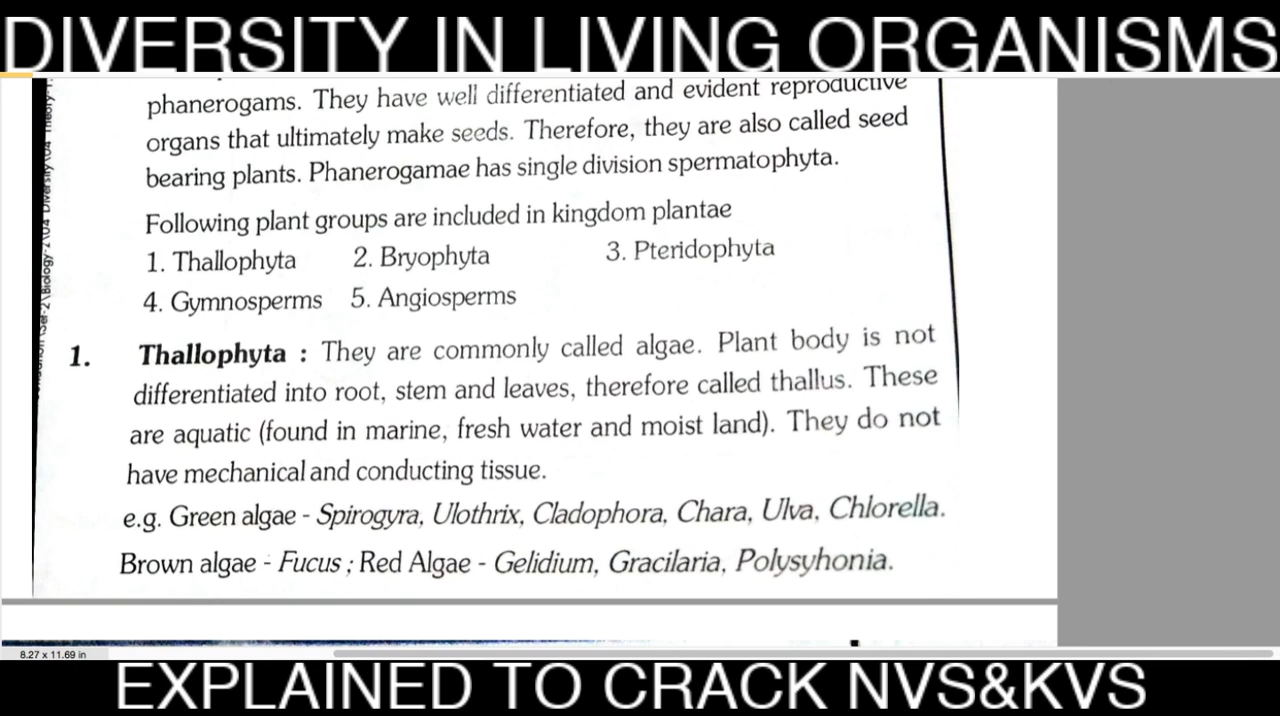 DIVERSITY IN LIVING ORGANISMS
phanerogams. They have well differentiated and evident reproductive
organs that ultimately make seeds. Therefore, they are also called seed
bearing plants. Phanerogamae has single division spermatophyta.
Following plant groups are included in kingdom plantae
1. Thallophyta 2. Bryophyta 3. Pteridophyta
4. Gymnosperms 5. Angiosperms
1. Thallophyta : They are commonly called algae. Plant body is not
differentiated into root, stem and leaves, therefore called thallus. These
are aquatic (found in marine, fresh water and moist land). They do not
have mechanical and conducting tissue.
e.g. Green algae - Spirogyra, Ulothrix, Cladophora, Chara, Ulva, Chlorella.
Brown algae - Fucus ; Red Algae - Gelidium, Gracilaria, Polysyhonia.
8.27 x 11.69 in
EXPLAINED TO CRACK NVS&KVS